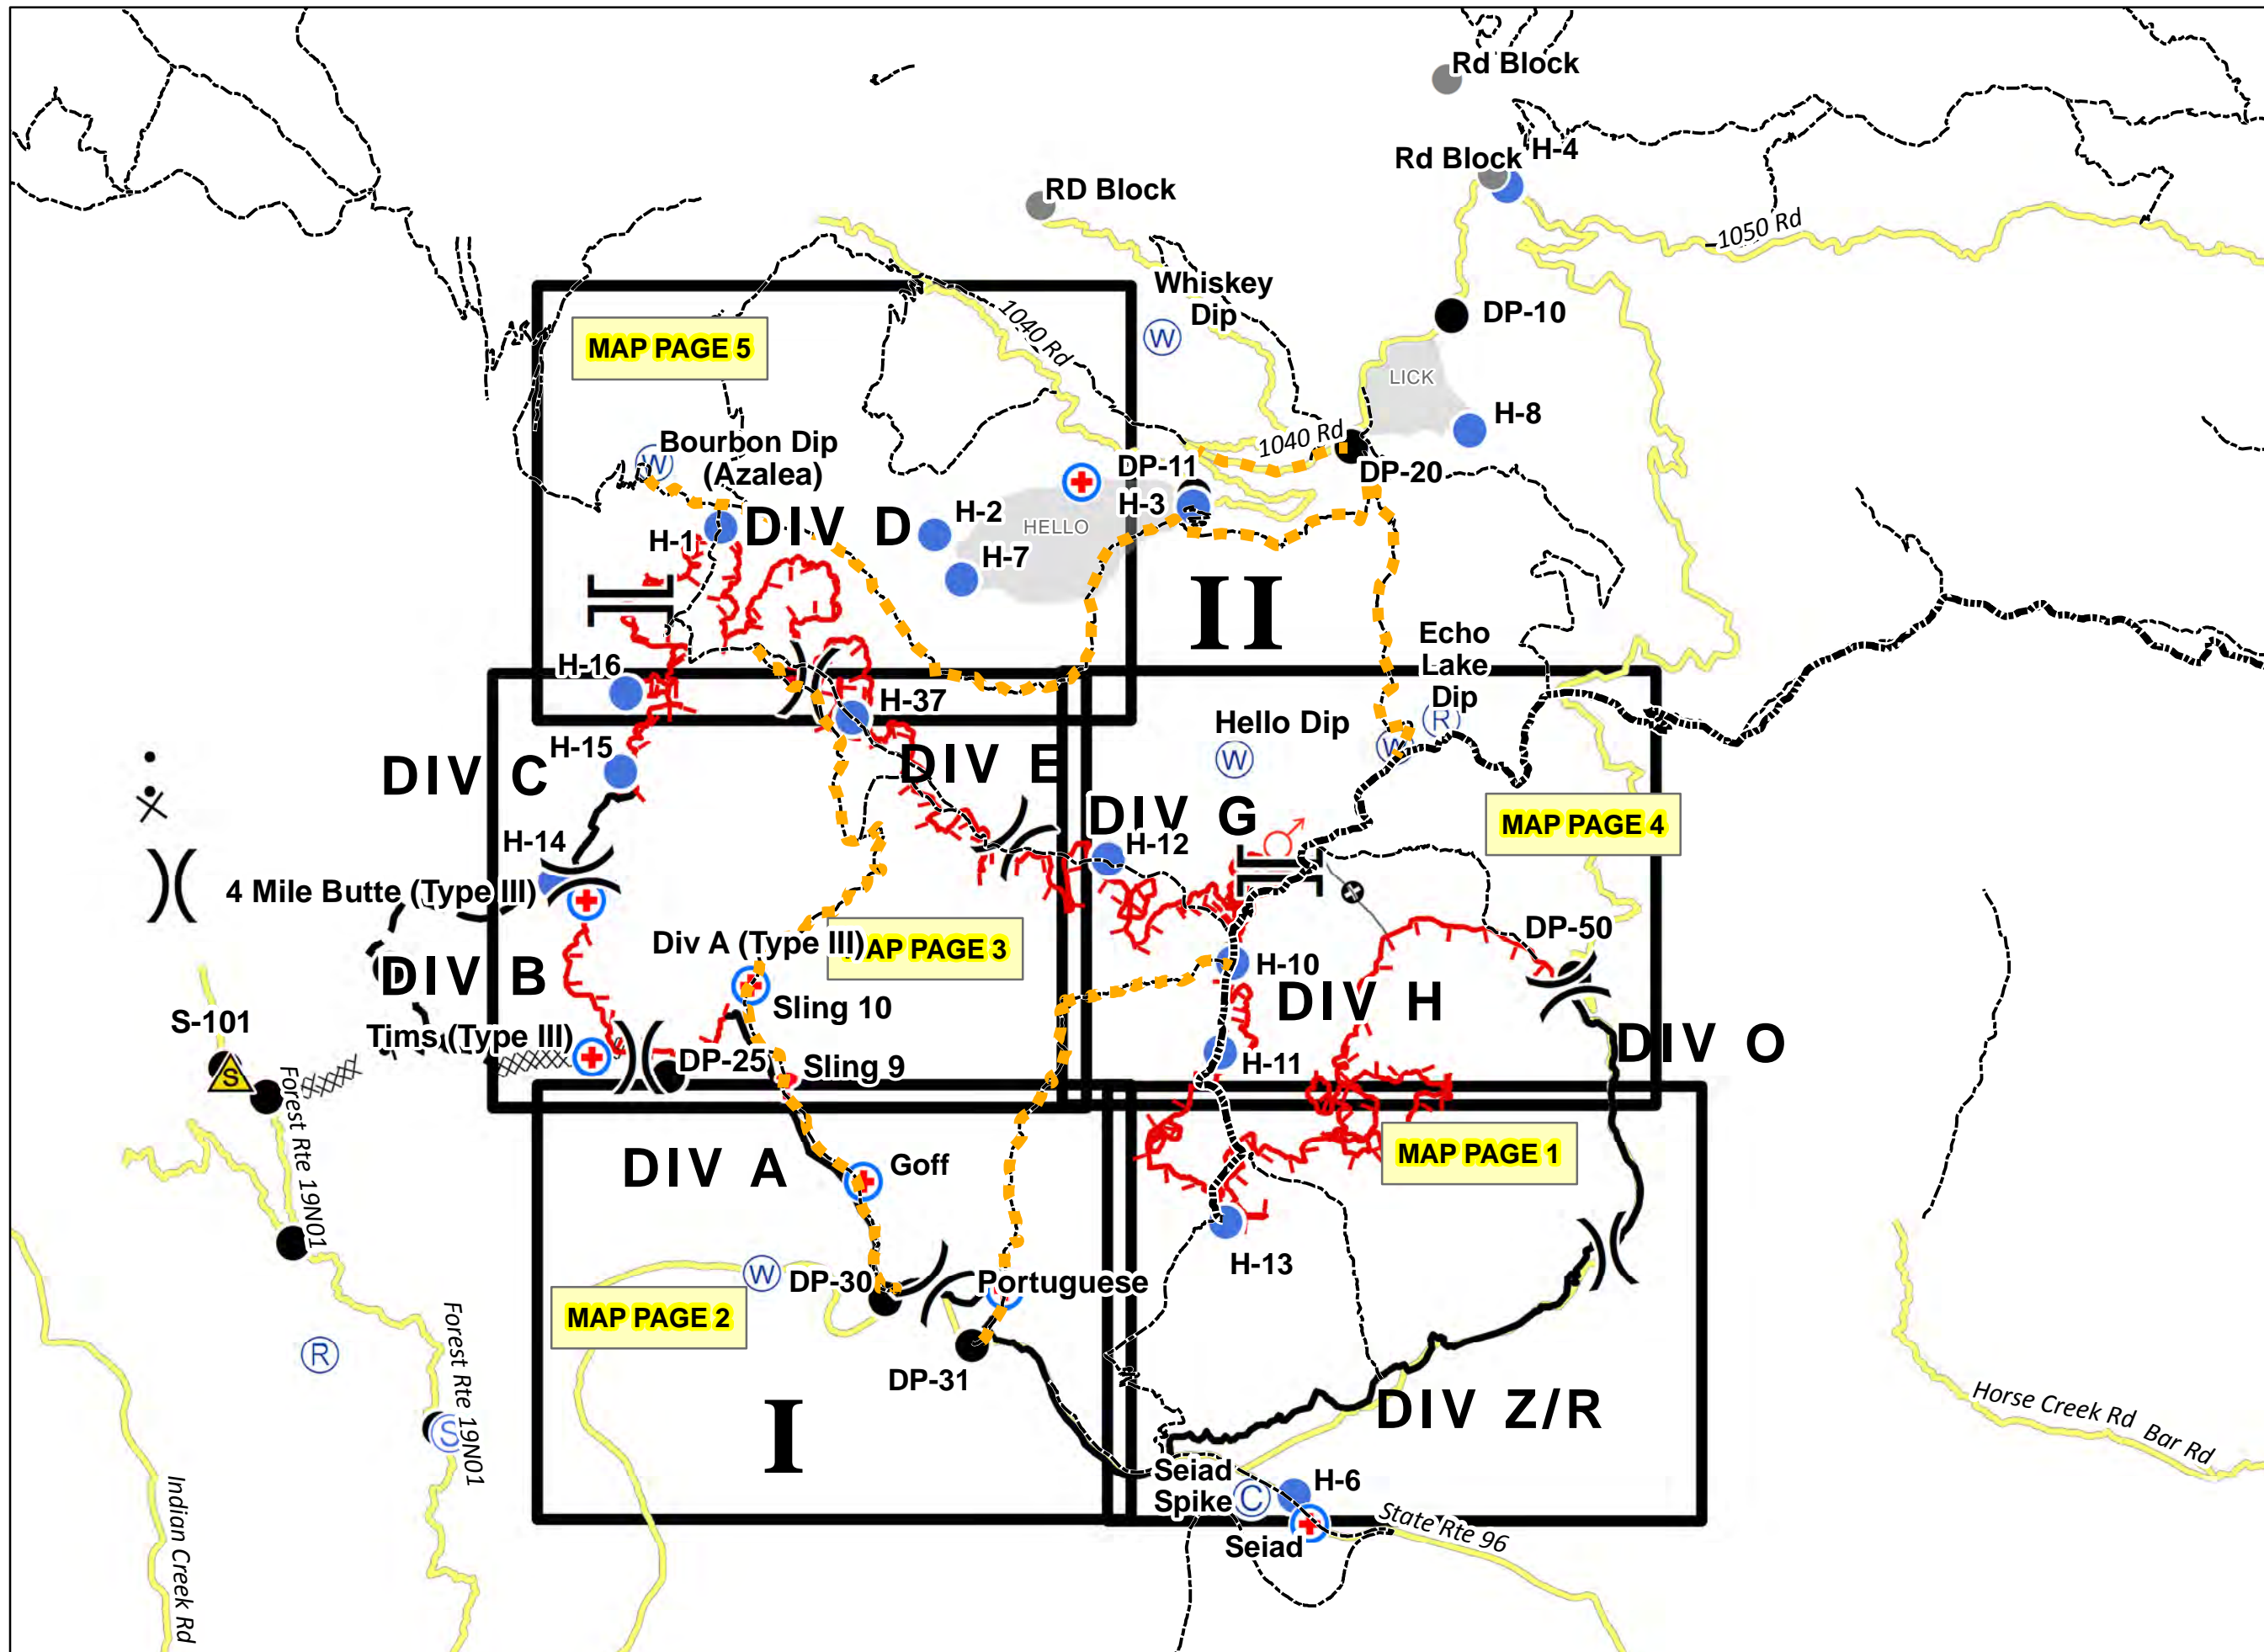 Rd Block
Rd Block
H-4
RD Block
1050 Rd
Whiskey
Dip
1040 Rd
DP-10
MAP PAGE 5
LICK
H-8
W
Bourbon Dip
(Azalea)
W
1040 Rd
DP-11
DP-20
H-3
H-2
HELLO
H-1
DIV D
H-7
II
Echo
Lake
Dip
H-16
H-37
Hello Dip
R
W
W
H-15
DIV C
DIV E
DIV G
MAP PAGE 4
H-14
H-12
4 Mile Butte (Type III)
Div A (Type III)
MAP PAGE 3
DP-50
DIV B
H-10
Sling 10
DIV H
S-101
Tims (Type III)
DP-25
Sling 9
H-11
DIV O
S
Forest Rte 19N01
DIV A
Goff
MAP PAGE 1
H-13
W
DP-30
Portuguese
MAP PAGE 2
R
Forest Rte 19N01
DP-31
S
I
DIV Z/R
Horse Creek Rd
Bar Rd
Indian Creek Rd
Seiad
Spike
C
H-6
Seiad
State Rte 96